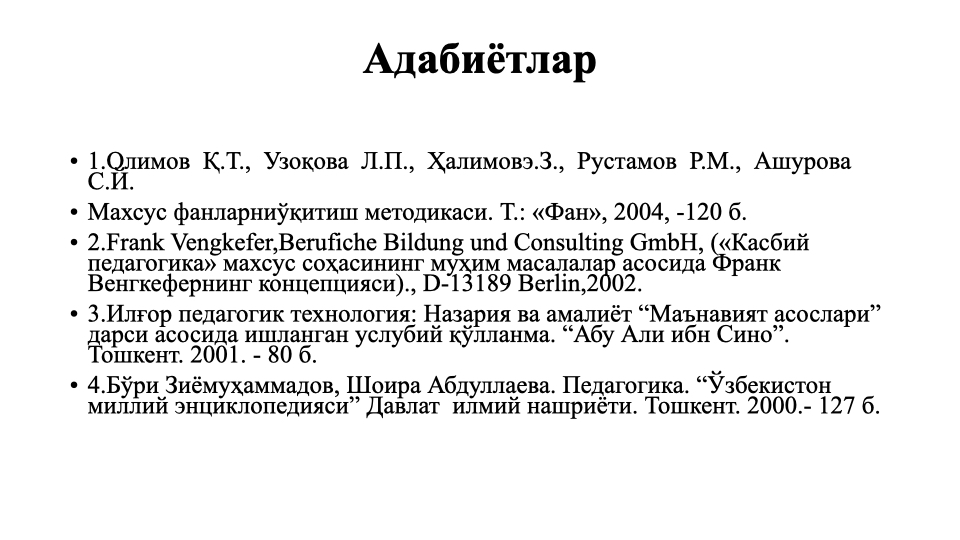 Адабиётлар
• 1.Олимов Қ.Т., Узоқова Л.П., Ҳалимовэ.З., Рустамов Р.М., Ашурова
С.Й.
• Махсус фанларниўқитиш методикаси. Т.: «Фан», 2004, -120 б.
• 2.Frank Vengkefer,Berufiche Bildung und Consulting GmbH, («Касбий
педагогика» махсус соҳасининг муҳим масалалар асосида Франк
Венгкефернинг концепцияси)., D-13189 Berlin,2002.
• 3.Илғор педагогик технология: Назария ва амалиёт “Маънавият асослари”
дарси асосида ишланган услубий қўлланма. “Абу Али ибн Сино”.
Тошкент. 2001. - 80 б.
• 4.Бўри Зиёмуҳаммадов, Шоира Абдуллаева. Педагогика. “Ўзбекистон
миллий энциклопедияси” Давлат илмий нашриёти. Тошкент. 2000.- 127 б.